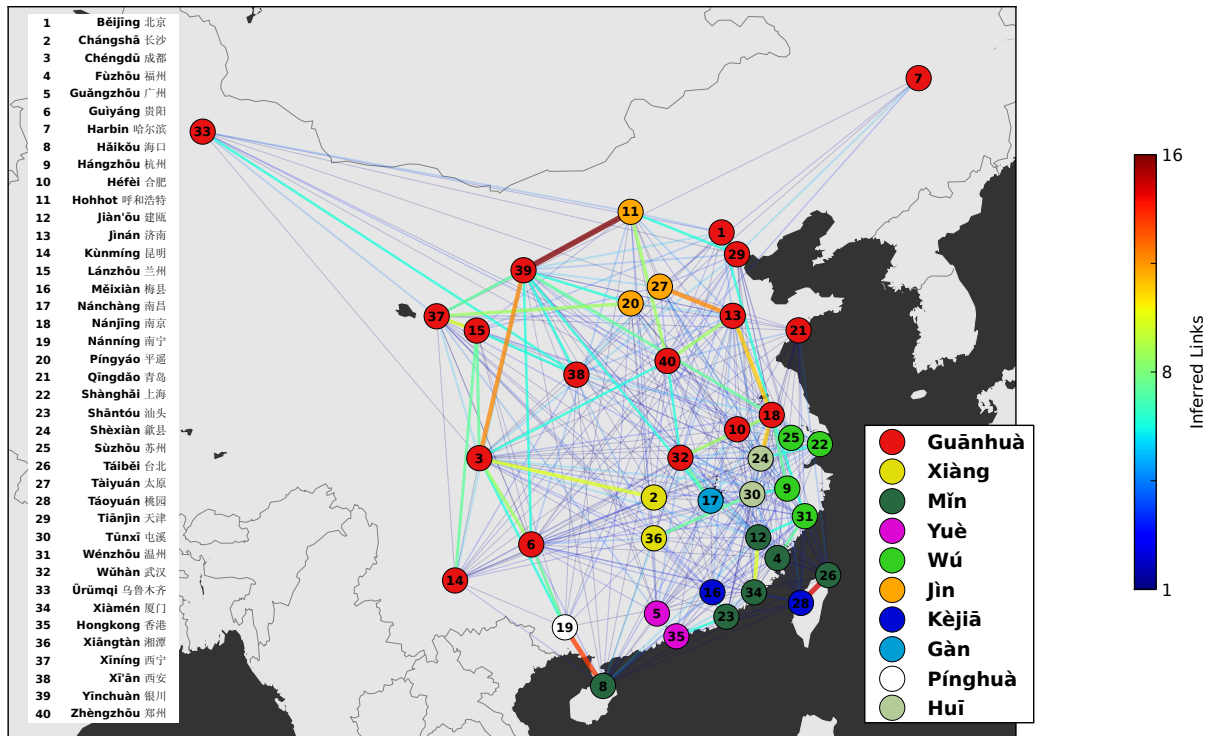 1 Běijīng 北京
2 Chángshā 长沙
3 Chéngdū 成都
4 Fùzhōu 福州
5 Guǎngzhōu 广州
6 Guìyáng 贵阳
7 Harbin 哈尔滨
8 Hǎikǒu 海口
9 Hángzhōu 杭州
10 Héféi 合肥
11 Hohhot 呼和浩特
12 Jiàn'ōu 建瓯
13 Jìnán 济南
14 Kùnmíng 昆明
15 Lánzhōu 兰州
16 Měixiàn 梅县
17 Nánchàng 南昌
18 Nánjīng 南京
19 Nánníng 南宁
20 Píngyáo 平遥
21 Qīngdǎo 青岛
22 Shànghǎi 上海
23 Shāntóu 汕头
24 Shèxiàn 歙县
25 Sùzhōu 苏州
26 Táiběi 台北
27 Tàiyuán 太原
28 Táoyuán 桃园
29 Tiānjìn 天津
30 Tūnxī 屯溪
31 Wénzhōu 温州
32 Wǔhàn 武汉
33 Ürümqi 乌鲁木齐
34 Xiàmén 厦门
35 Hongkong 香港
36 Xiāngtàn 湘潭
37 Xīníng 西宁
38 Xī'ān 西安
39 Yīnchuàn 银川
40 Zhèngzhōu 郑州
7
33
11
1
29
39
27
20
37
15
13
21
40
38
18
10
25
22
24
3
32
2
17
30
9
31
36
12
6
4
14
26
16
34
28
5
23
19
35
8
Guānhuà
Xiàng
Mǐn
Yuè
Wú
Jìn
Kèjiā
Gàn
Pínghuà
Huī
16
8
1
Inferred Links